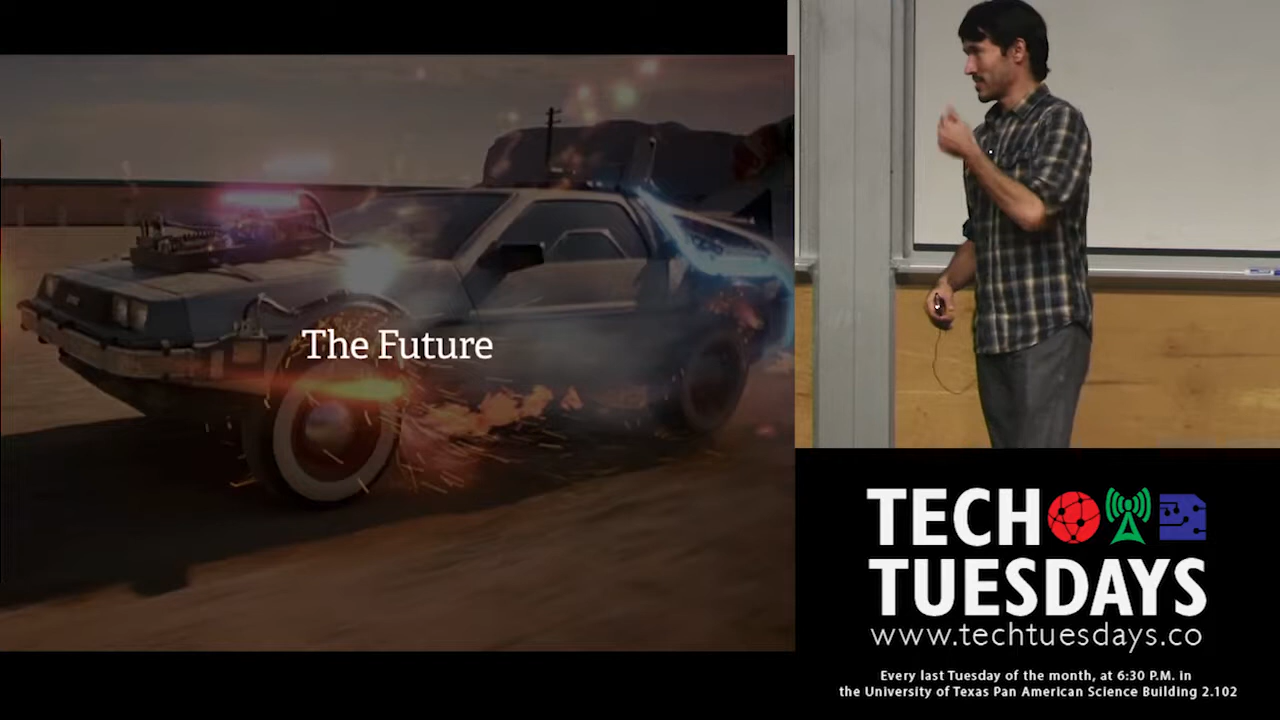 The Future
TECH
TUESDAYS
www.techtuesdays.co
Every last Tuesday of the month, at 6:30 P.M. in
the University of Texas Pan American Science Building 2.102